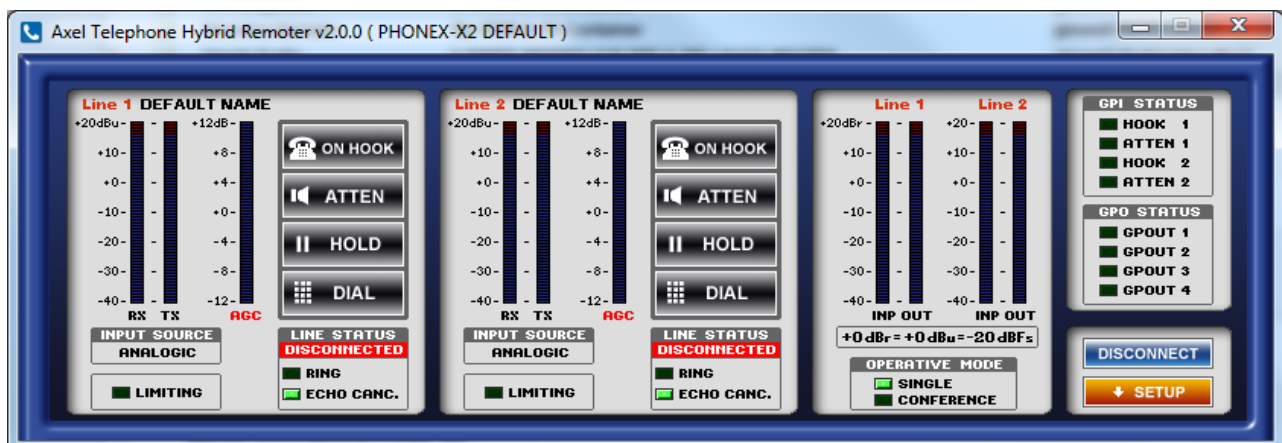 Axel Telephone Hybrid Remoter v2.0.0 ( PHONEX-X2 DEFAULT )
Line 1 DEFAULT NAME
+20dBu - - +12dB -
+10 - - +8 -
+0 - - +4 -
-10 - - +0 -
-20 - - -4 -
-30 - - -8 -
-40 - - -12 -
RX TX AGC
ON HOOK
ATTEN
HOLD
DIAL
INPUT SOURCE
ANALOGIC
LIMITING
LINE STATUS
DISCONNECTED
RING
ECHO CANC.
Line 2 DEFAULT NAME
+20dBu - - +12dB -
+10 - - +8 -
+0 - - +4 -
-10 - - +0 -
-20 - - -4 -
-30 - - -8 -
-40 - - -12 -
RX TX AGC
ON HOOK
ATTEN
HOLD
DIAL
INPUT SOURCE
ANALOGIC
LIMITING
LINE STATUS
DISCONNECTED
RING
ECHO CANC.
Line 1 Line 2
+20dBr - - +20 - -
+10 - - +10 - -
+0 - - +0 - -
-10 - - -10 - -
-20 - - -20 - -
-30 - - -30 - -
-40 - - -40 - -
INP OUT INP OUT
+0 dBr = +0 dBu = -20 dBFs
OPERATIVE MODE
SINGLE
CONFERENCE
GPI STATUS
HOOK 1
ATTEN 1
HOOK 2
ATTEN 2
GPO STATUS
GPOUT 1
GPOUT 2
GPOUT 3
GPOUT 4
DISCONNECT
SETUP